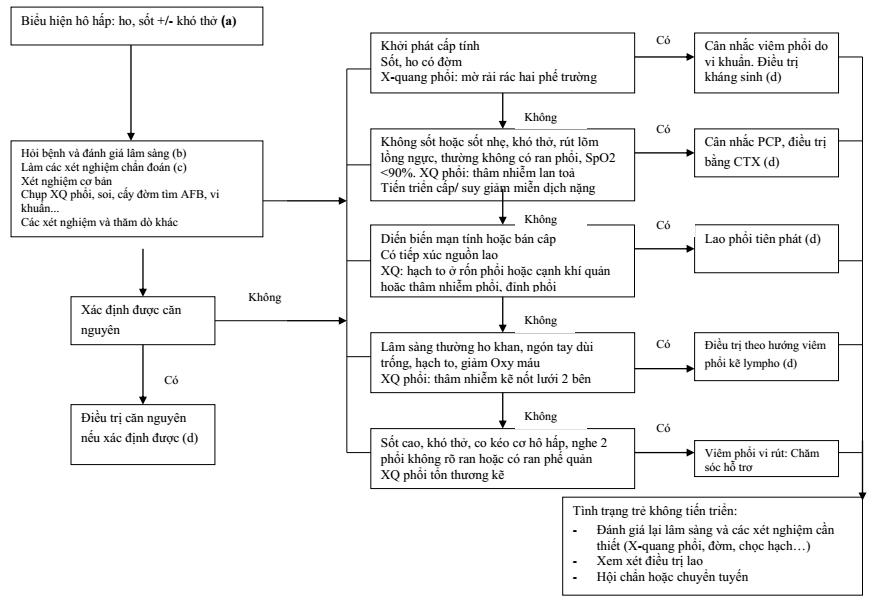 Biểu hiện hô hấp: ho, sốt +/- khó thở (a)
Hỏi bệnh và đánh giá lâm sàng (b)
Làm các xét nghiệm chẩn đoán (c)
Xét nghiệm cơ bản
Chụp XQ phổi, soi, cấy đờm tìm AFB, vi
khuẩn...
Các xét nghiệm và thăm dò khác
Xác định được căn
nguyên
Không
Có
Điều trị căn nguyên
nếu xác định được (d)
Khởi phát cấp tính
Sốt, ho có đờm
X-quang phổi: mờ rải rác hai phế trường
Có
Cân nhắc viêm phổi do
vi khuẩn. Điều trị
kháng sinh (d)
Không
Không sốt hoặc sốt nhẹ, khó thở, rút lõm
lồng ngực, thường không có ran phổi, SpO2
<90%. XQ phổi: thâm nhiễm lan toả
Tiến triển cấp/ suy giảm miễn dịch nặng
Có
Cân nhắc PCP, điều trị
bằng CTX (d)
Không
Diến biến mạn tính hoặc bán câp
Có tiếp xúc nguồn lao
XQ: hạch to ở rốn phổi hoặc cạnh khí quản
hoặc thâm nhiễm phổi, đỉnh phổi
Có
Lao phổi tiên phát (d)
Không
Lâm sàng thường ho khan, ngón tay dùi
trống, hạch to, giảm Oxy máu
XQ phổi: thâm nhiễm kẽ nốt lưới 2 bên
Có
Điều trị theo hướng viêm
phổi kẽ lympho (d)
Không
Sốt cao, khó thở, co kéo cơ hô hấp, nghe 2
phổi không rõ ran hoặc có ran phế quản
XQ phổi tổn thương kẽ
Có
Viêm phổi vi rút: Chăm
sóc hỗ trợ
Tình trạng trẻ không tiến triển:
- Đánh giá lại lâm sàng và các xét nghiệm cần
thiết (X-quang phổi, đờm, chọc hạch…)
- Xem xét điều trị lao
- Hội chẩn hoặc chuyển tuyến